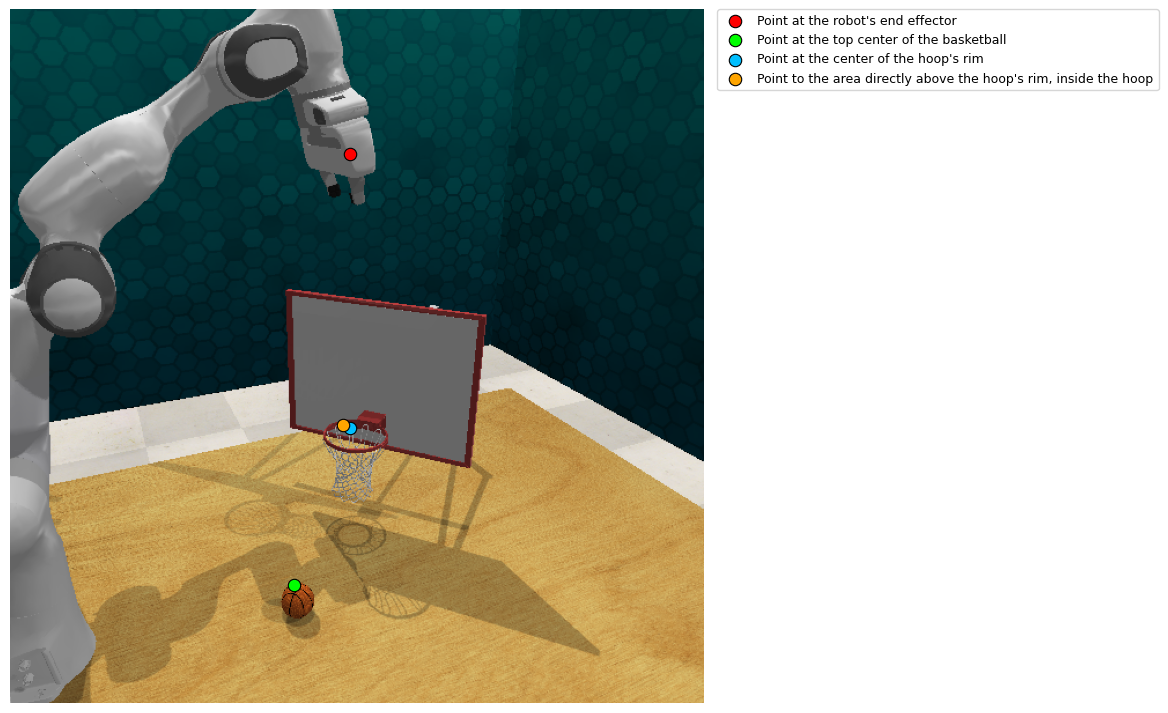 Point at the robot's end effector
Point at the top center of the basketball
Point at the center of the hoop's rim
Point to the area directly above the hoop's rim, inside the hoop